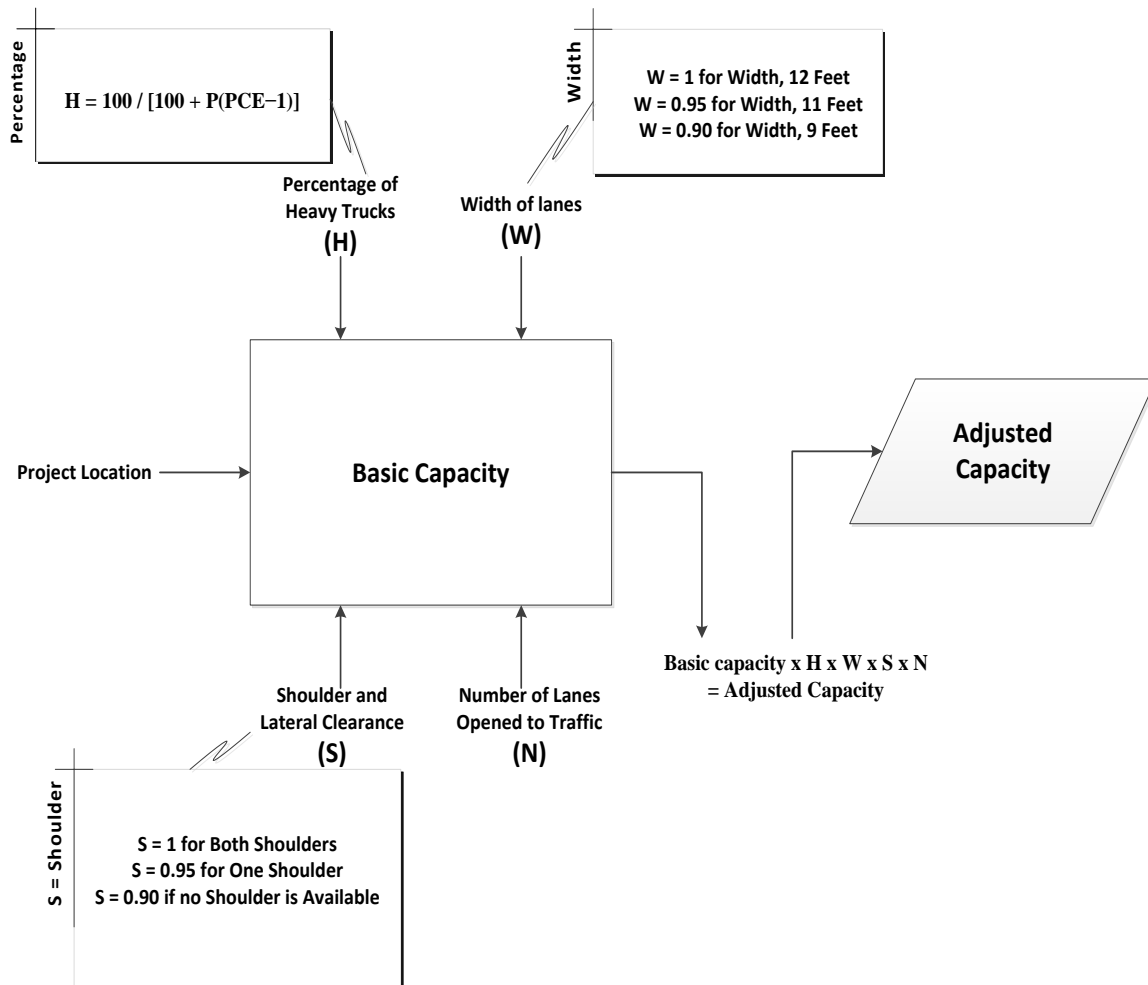 Percentage
H = 100 / [100 + P(PCE−1)]
Width
W = 1 for Width, 12 Feet
W = 0.95 for Width, 11 Feet
W = 0.90 for Width, 9 Feet
Percentage of
Heavy Trucks
(H)
Width of lanes
(W)
Project Location
Basic Capacity
Adjusted
Capacity
Basic capacity x H x W x S x N
= Adjusted Capacity
Shoulder and
Lateral Clearance
(S)
Number of Lanes
Opened to Traffic
(N)
S = Shoulder
S = 1 for Both Shoulders
S = 0.95 for One Shoulder
S = 0.90 if no Shoulder is Available